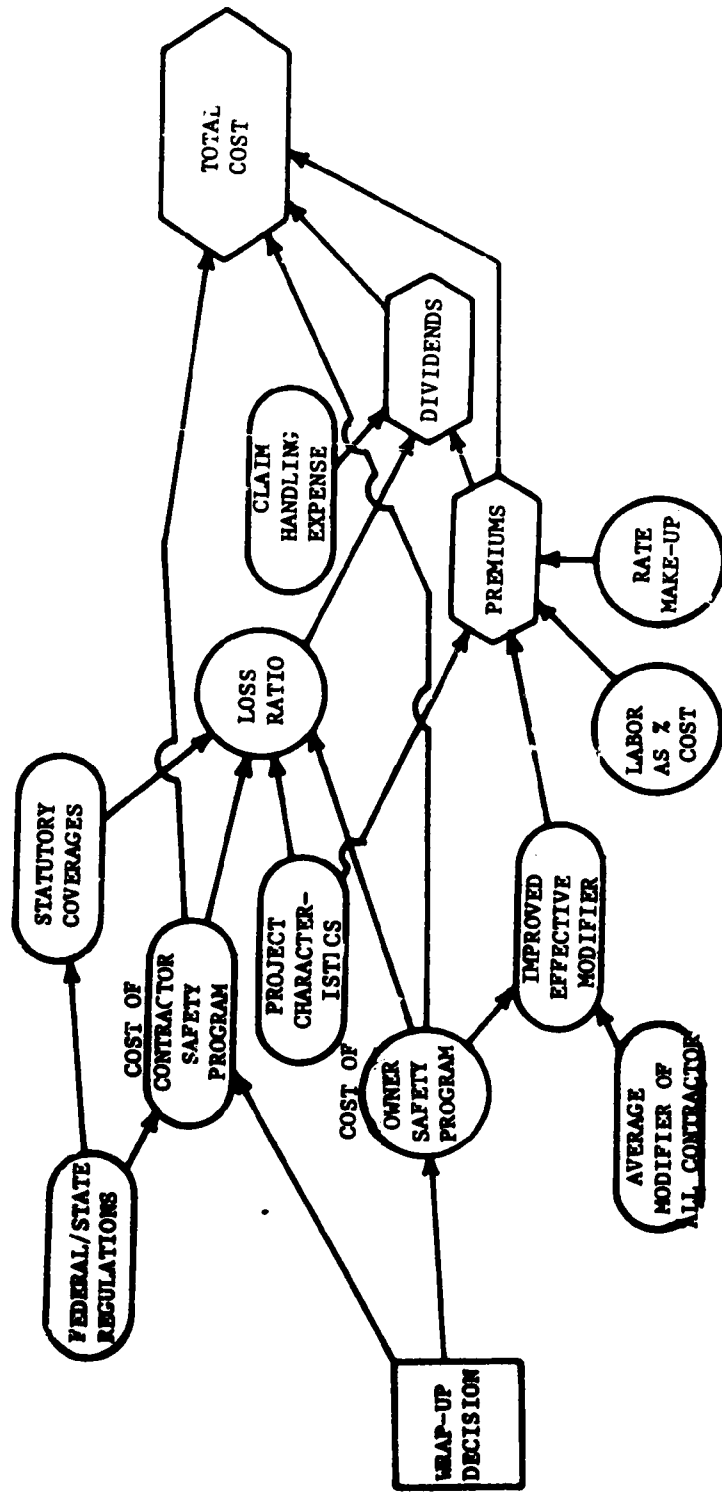 FEDERAL/STATE
REGULATIONS
STATUTORY
COVERAGES
COST OF
CONTRACTOR
SAFETY
PROGRAM
WRAP-UP
DECISION
COST OF
OWNER
SAFETY
PROGRAM
PROJECT
CHARACTER-
ISTICS
LOSS
RATIO
CLAIM
HANDLING
EXPENSE
TOTAL
COST
DIVIDENDS
PREMIUMS
AVERAGE
MODIFIER OF
ALL CONTRACTOR
IMPROVED
EFFECTIVE
MODIFIER
LABOR
AS %
COST
RATE
MAKE-UP